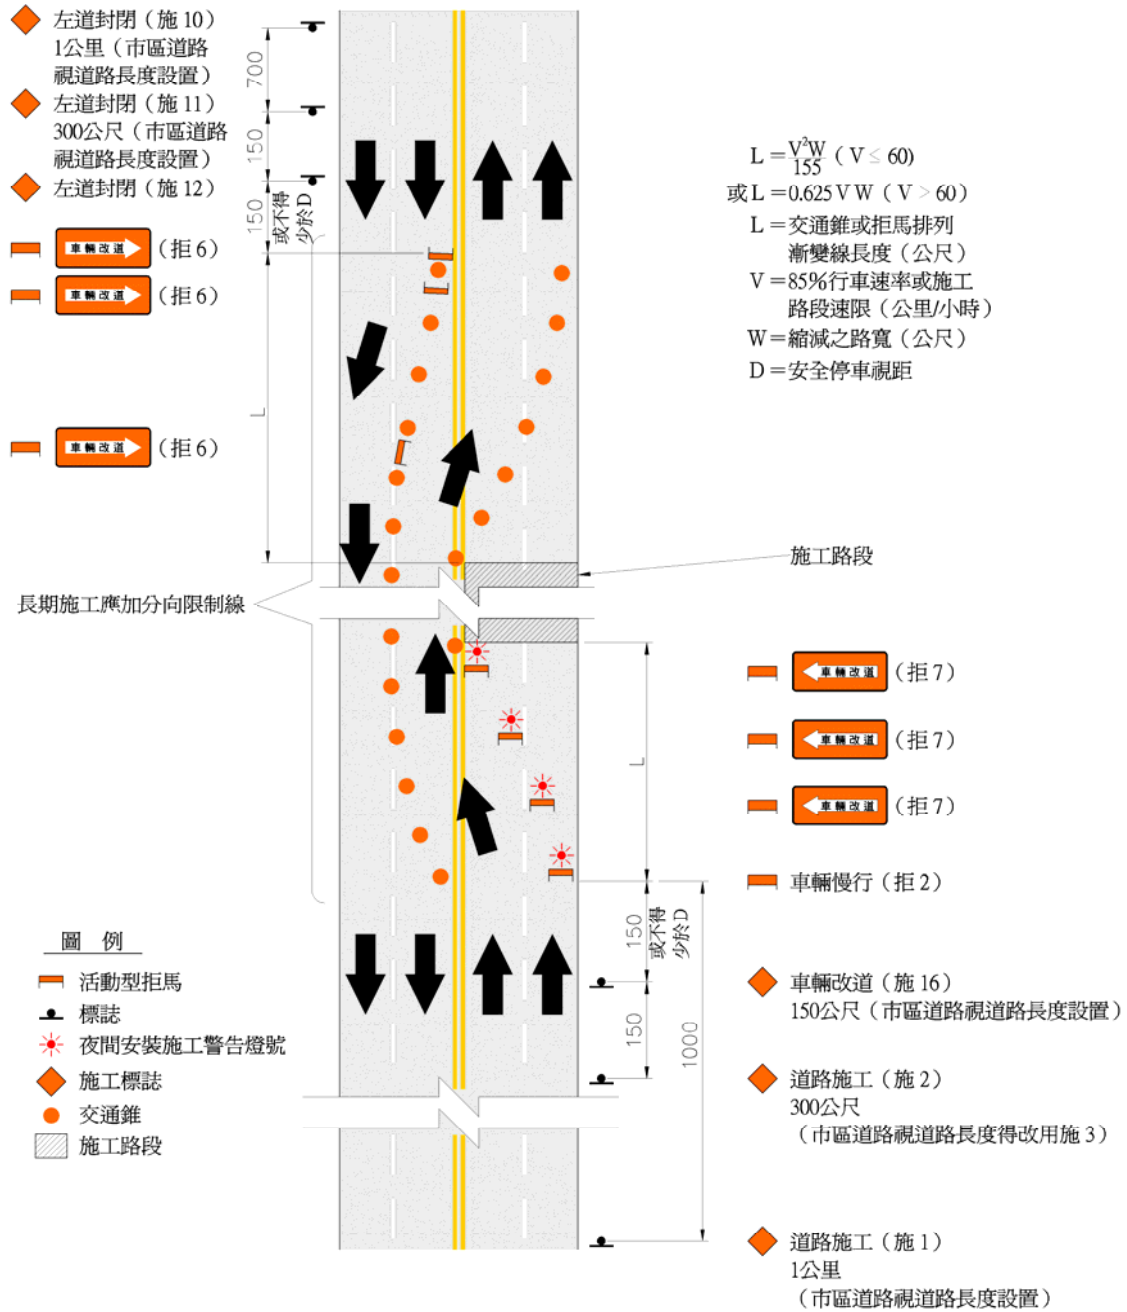 左道封閉（施 10）
1公里（市區道路
視道路長度設置）
左道封閉（施 11）
300公尺（市區道路
視道路長度設置）
左道封閉（施 12）
車輛改道（拒 6）
車輛改道（拒 6）
車輛改道（拒 6）
700
150
150
或不得
少於D
L
L = V²W/155（V ≤ 60）
或 L = 0.625 V W（V > 60）
L = 交通錐或拒馬排列
漸變線長度（公尺）
V = 85%行車速率或施工
路段速限（公里/小時）
W = 縮減之路寬（公尺）
D = 安全停車視距
施工路段
長期施工應加分向限制線
車輛改道（拒 7）
車輛改道（拒 7）
車輛改道（拒 7）
車輛慢行（拒 2）
L
150
或不得
少於D
150
1000
車輛改道（施 16）
150公尺（市區道路視道路長度設置）
道路施工（施 2）
300公尺
（市區道路視道路長度得改用施 3）
道路施工（施 1）
1公里
（市區道路視道路長度設置）
圖 例
活動型拒馬
標誌
夜間安裝施工警告燈號
施工標誌
交通錐
施工路段